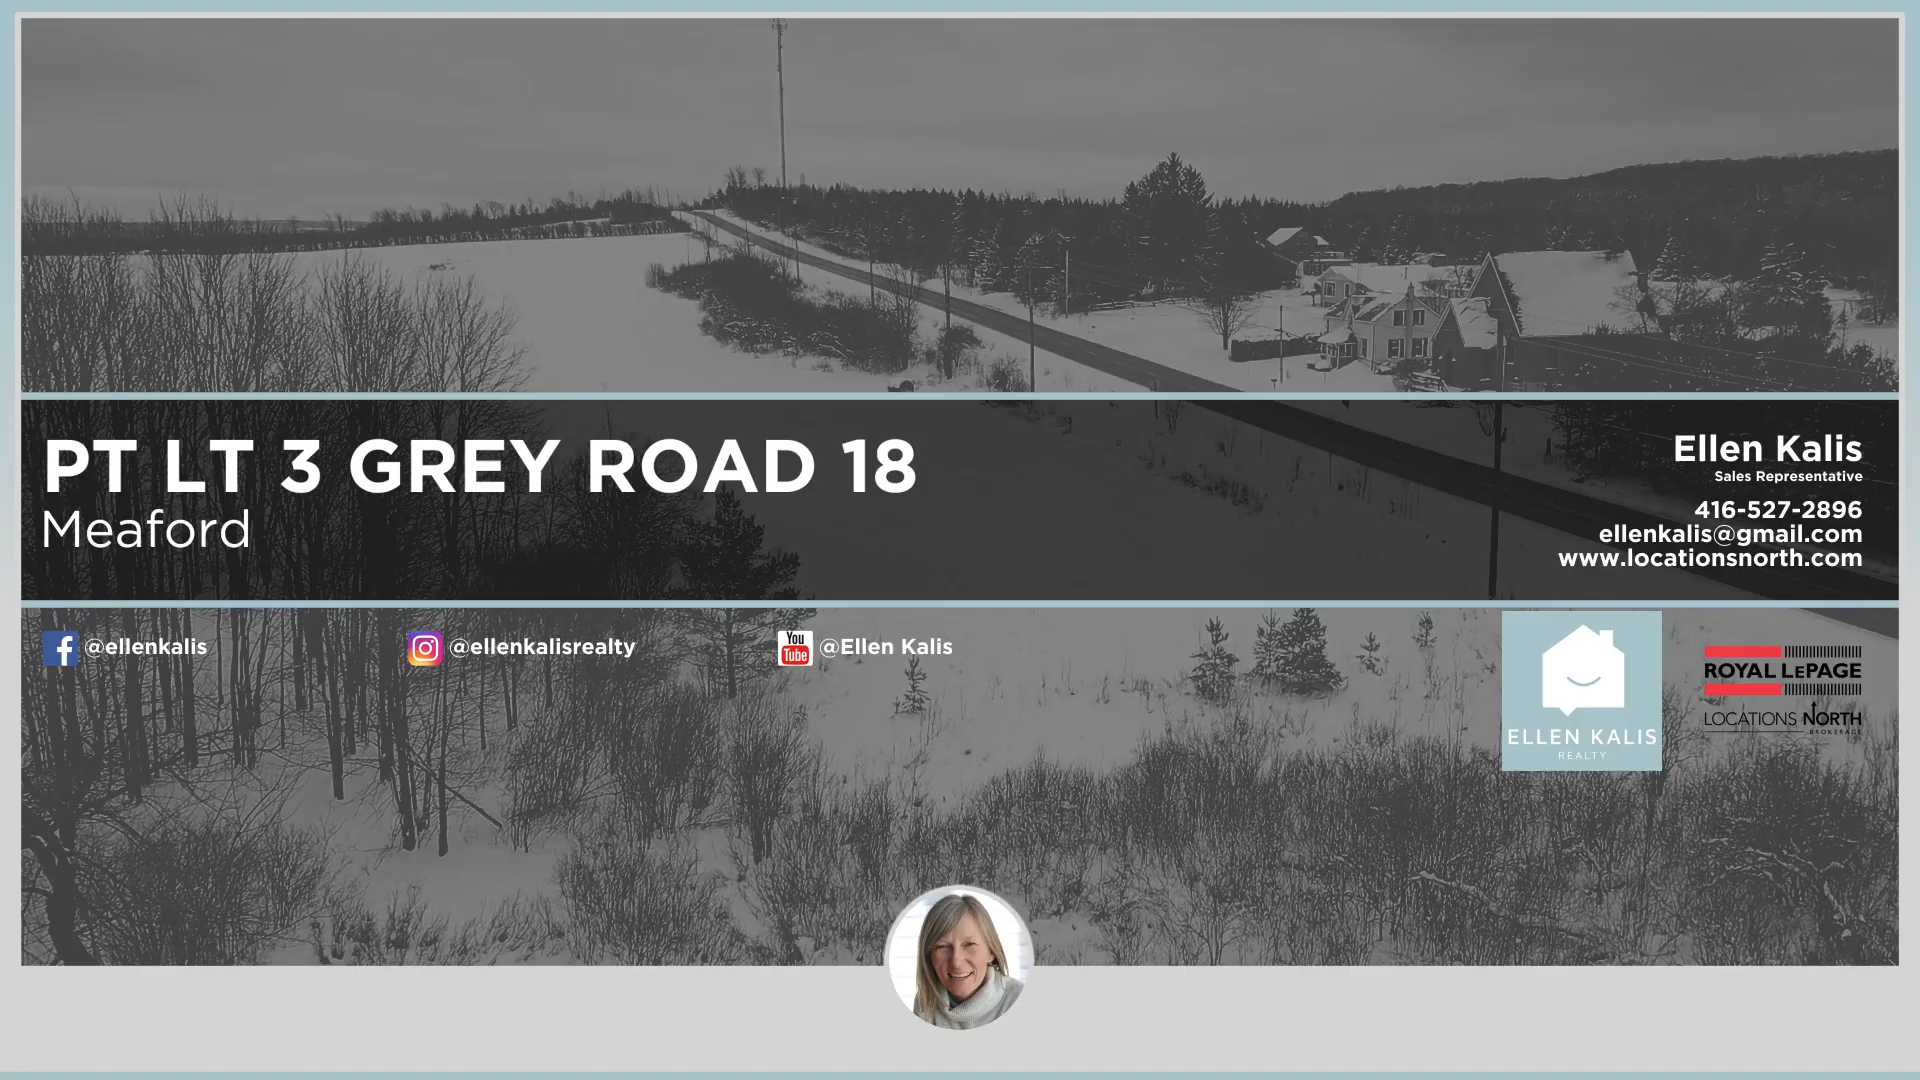 PT LT 3 GREY ROAD 18
Meaford
Ellen Kalis
Sales Representative
416-527-2896
ellenkalis@gmail.com
www.locationsnorth.com
@ellenkalis
@ellenkalisrealty
You
Tube
@Ellen Kalis
ELLEN KALIS
REALTY
ROYAL LEPAGE
LOCATIONS NORTH
BROKERAGE